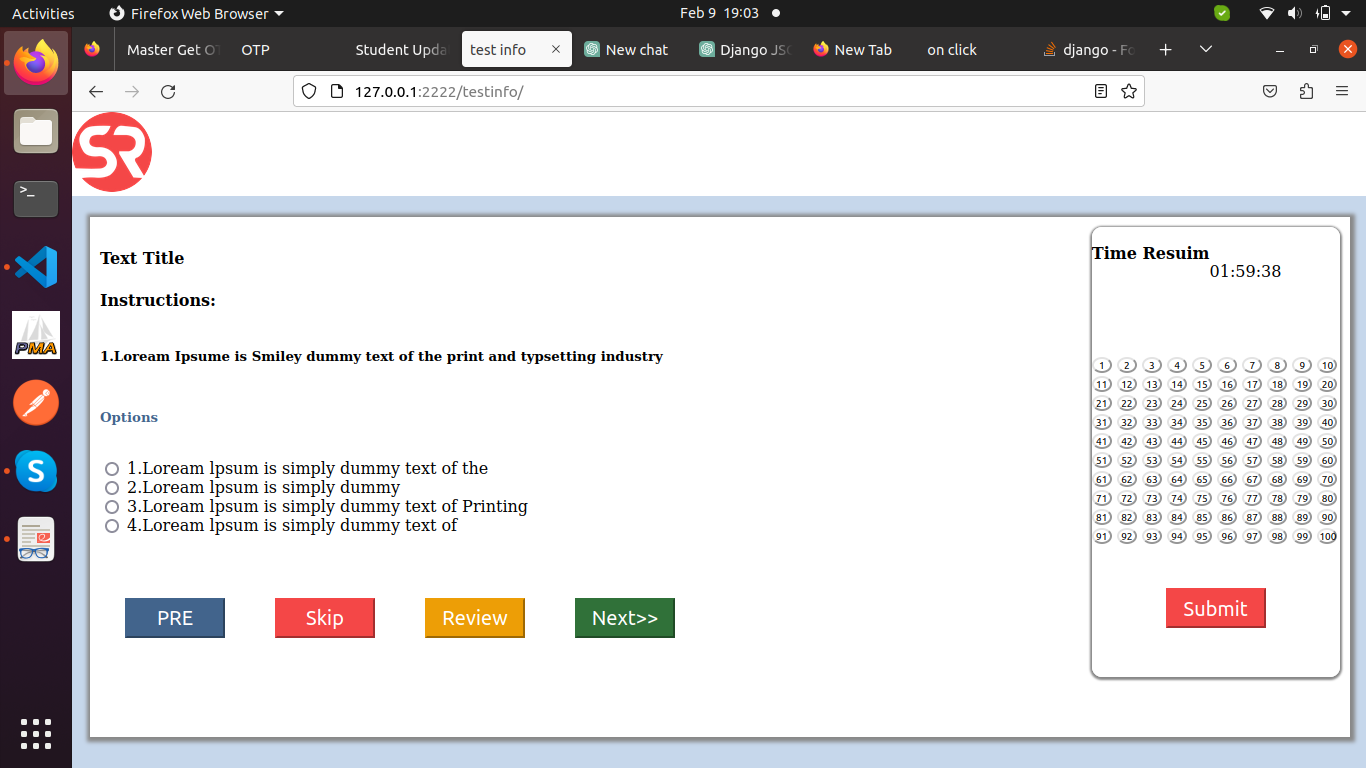 Activities Firefox Web Browser Feb 9 19:03
Master Get OT OTP Student Upda test info New chat Django JSO New Tab on click django - Fo
127.0.0.1:2222/testinfo/
SR
Text Title
Instructions:
1.Loream Ipsume is Smiley dummy text of the print and typsetting industry
Options
1.Loream lpsum is simply dummy text of the
2.Loream lpsum is simply dummy
3.Loream lpsum is simply dummy text of Printing
4.Loream lpsum is simply dummy text of
PRE Skip Review Next>>
Time Resuim
01:59:38
1 2 3 4 5 6 7 8 9 10
11 12 13 14 15 16 17 18 19 20
21 22 23 24 25 26 27 28 29 30
31 32 33 34 35 36 37 38 39 40
41 42 43 44 45 46 47 48 49 50
51 52 53 54 55 56 57 58 59 60
61 62 63 64 65 66 67 68 69 70
71 72 73 74 75 76 77 78 79 80
81 82 83 84 85 86 87 88 89 90
91 92 93 94 95 96 97 98 99 100
Submit
>_
PMA
S